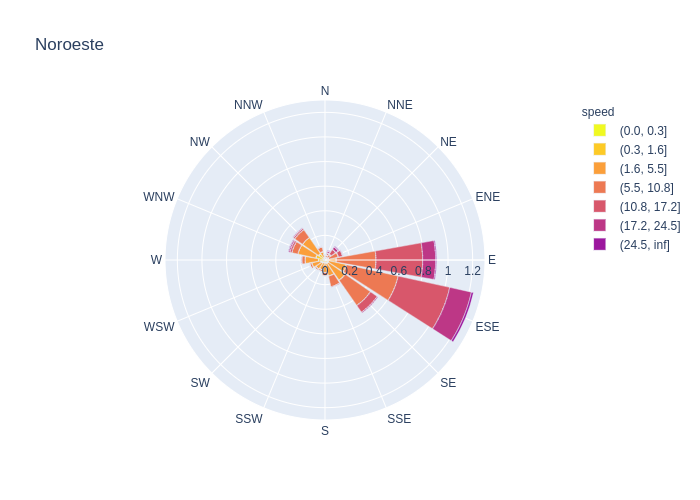 Noroeste
N
NNE
NE
ENE
E
ESE
SE
SSE
S
SSW
SW
WSW
W
WNW
NW
NNW
0
0.2
0.4
0.6
0.8
1
1.2
speed
(0.0, 0.3]
(0.3, 1.6]
(1.6, 5.5]
(5.5, 10.8]
(10.8, 17.2]
(17.2, 24.5]
(24.5, inf]